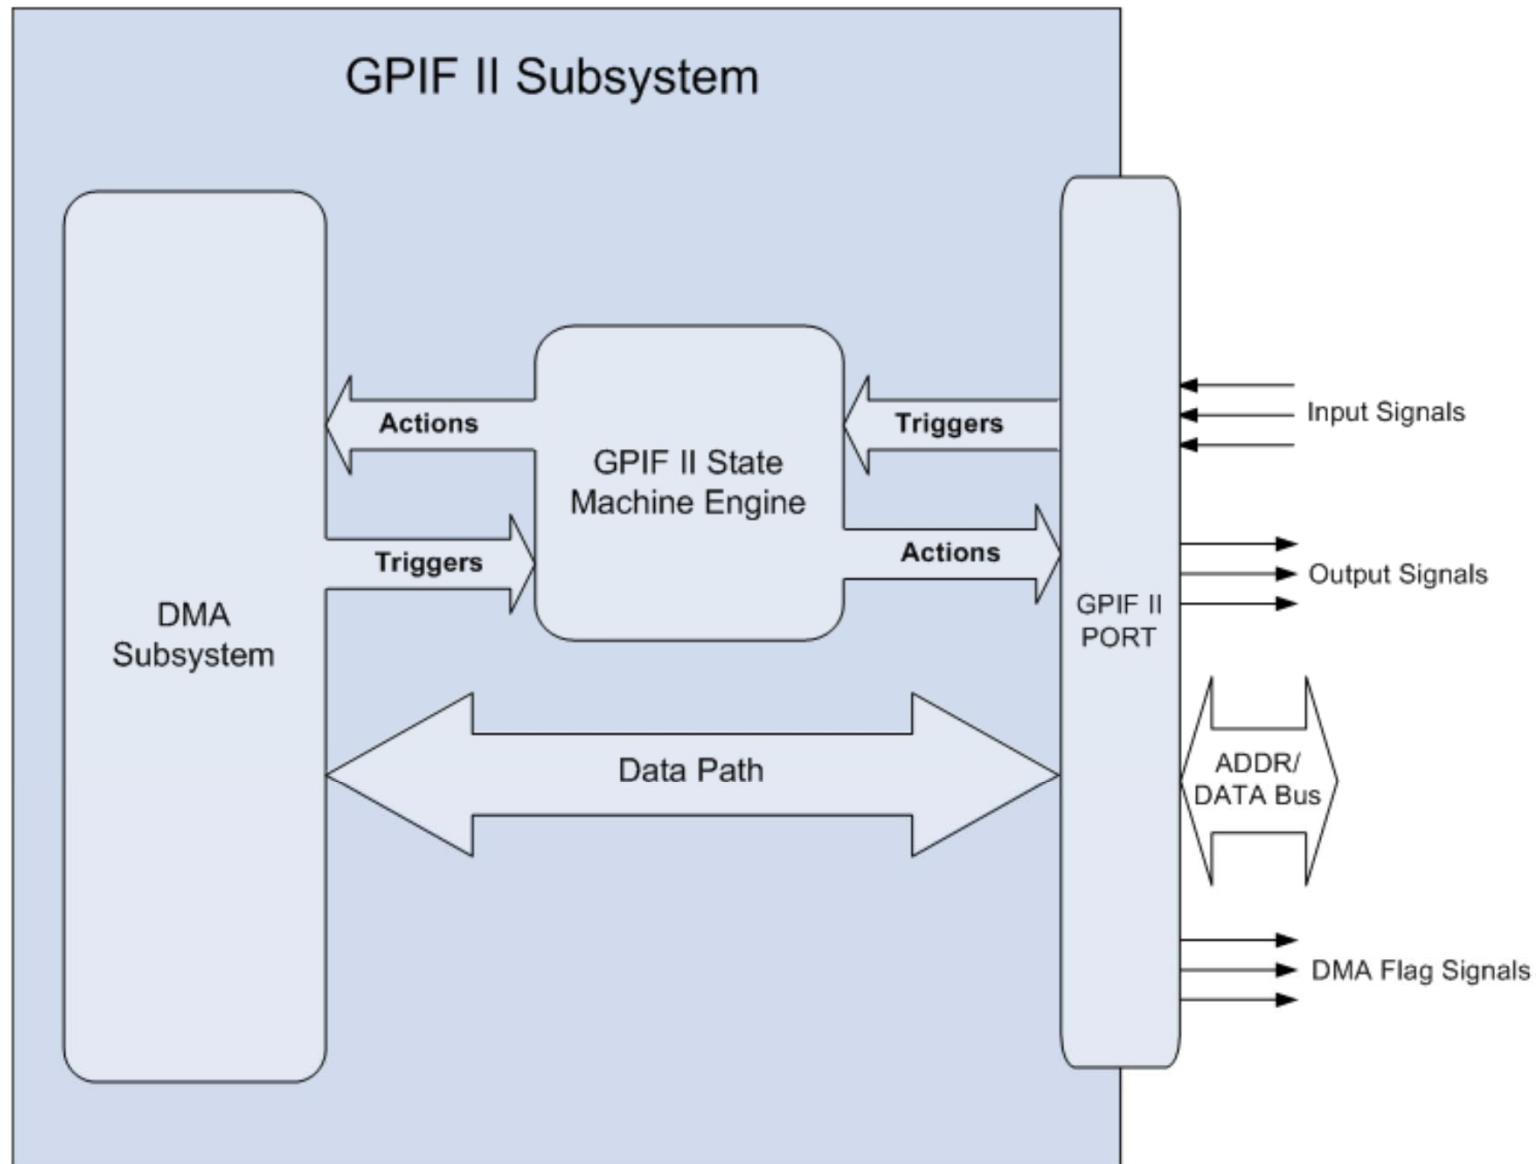 GPIF II Subsystem
Actions
Triggers
Input Signals
GPIF II State
Machine Engine
Triggers
Actions
Output Signals
DMA
Subsystem
GPIF II
PORT
Data Path
ADDR/
DATA Bus
DMA Flag Signals